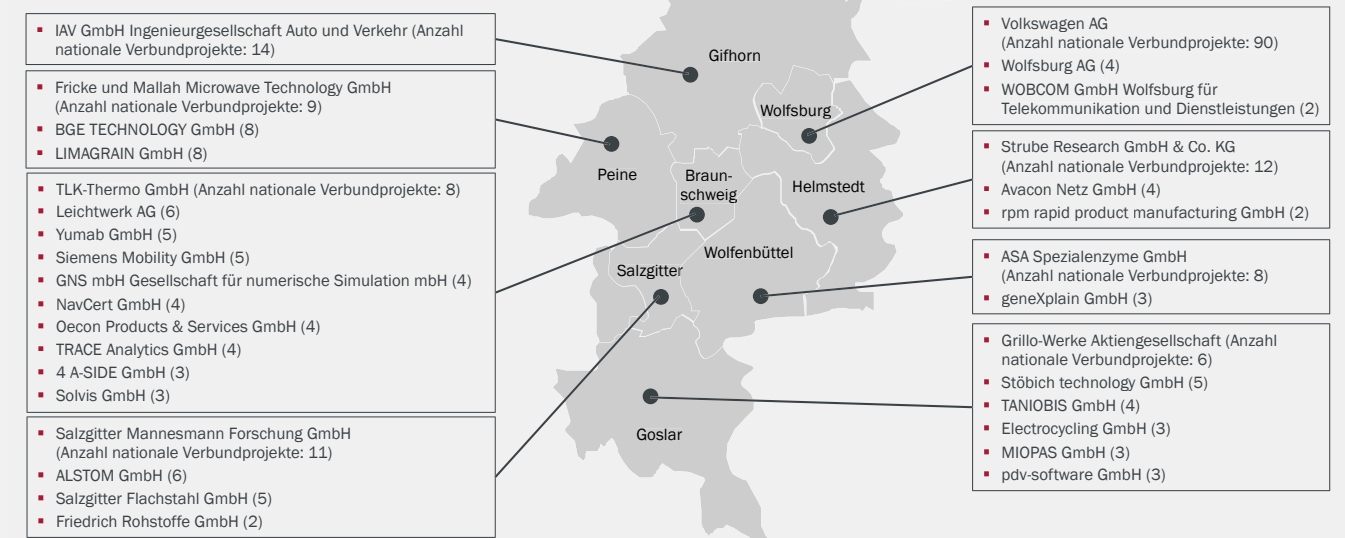 IAV GmbH Ingenieurgesellschaft Auto und Verkehr (Anzahl
nationale Verbundprojekte: 14)
Fricke und Mallah Microwave Technology GmbH
(Anzahl nationale Verbundprojekte: 9)
BGE TECHNOLOGY GmbH (8)
LIMAGRAIN GmbH (8)
TLK-Thermo GmbH (Anzahl nationale Verbundprojekte: 8)
Leichtwerk AG (6)
Yumab GmbH (5)
Siemens Mobility GmbH (5)
GNS mbH Gesellschaft für numerische Simulation mbH (4)
NavCert GmbH (4)
Oecon Products & Services GmbH (4)
TRACE Analytics GmbH (4)
4 A-SIDE GmbH (3)
Solvis GmbH (3)
Salzgitter Mannesmann Forschung GmbH
(Anzahl nationale Verbundprojekte: 11)
ALSTOM GmbH (6)
Salzgitter Flachstahl GmbH (5)
Friedrich Rohstoffe GmbH (2)
Gifhorn
Wolfsburg
Peine
Braun-
schweig
Helmstedt
Wolfenbüttel
Salzgitter
Goslar
Volkswagen AG
(Anzahl nationale Verbundprojekte: 90)
Wolfsburg AG (4)
WOBCOM GmbH Wolfsburg für
Telekommunikation und Dienstleistungen (2)
Strube Research GmbH & Co. KG
(Anzahl nationale Verbundprojekte: 12)
Avacon Netz GmbH (4)
rpm rapid product manufacturing GmbH (2)
ASA Spezialenzyme GmbH
(Anzahl nationale Verbundprojekte: 8)
geneXplain GmbH (3)
Grillo-Werke Aktiengesellschaft (Anzahl
nationale Verbundprojekte: 6)
Stöbich technology GmbH (5)
TANIOBIS GmbH (4)
Electrocycling GmbH (3)
MIOPAS GmbH (3)
pdv-software GmbH (3)